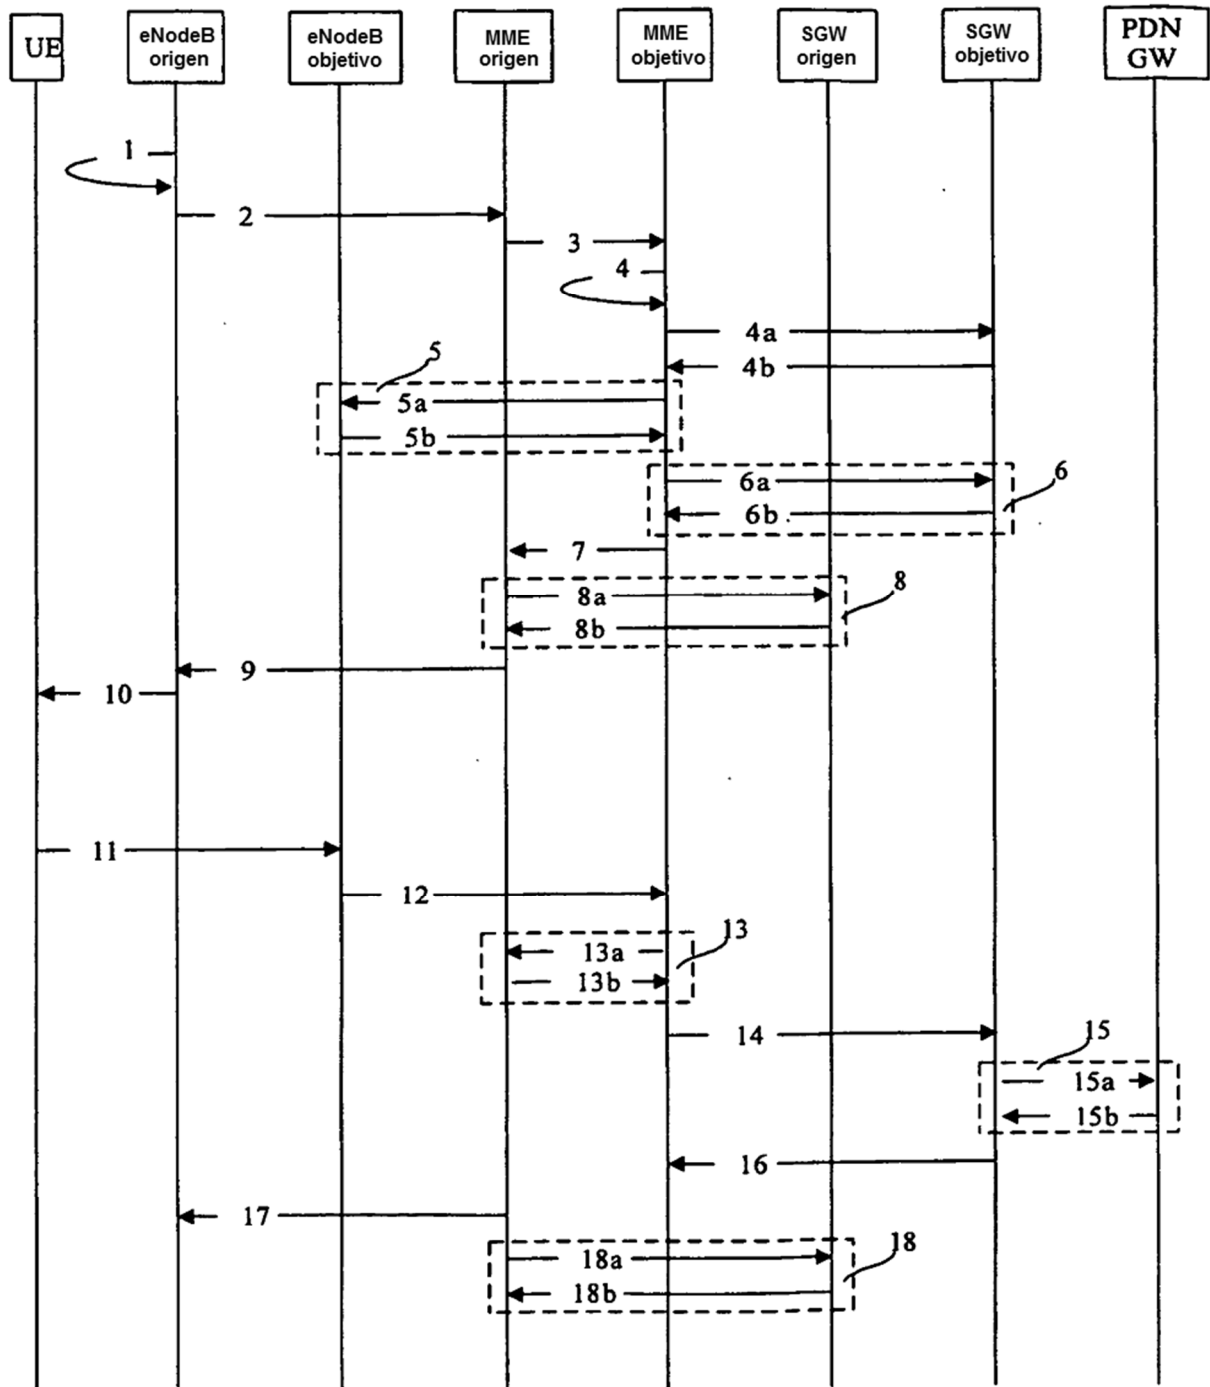 UE
eNodeB
origen
eNodeB
objetivo
MME
origen
MME
objetivo
SGW
origen
SGW
objetivo
PDN
GW
1
2
3
4
4a
4b
5
5a
5b
6
6a
6b
7
8
8a
8b
9
10
11
12
13
13a
13b
14
15
15a
15b
16
17
18
18a
18b